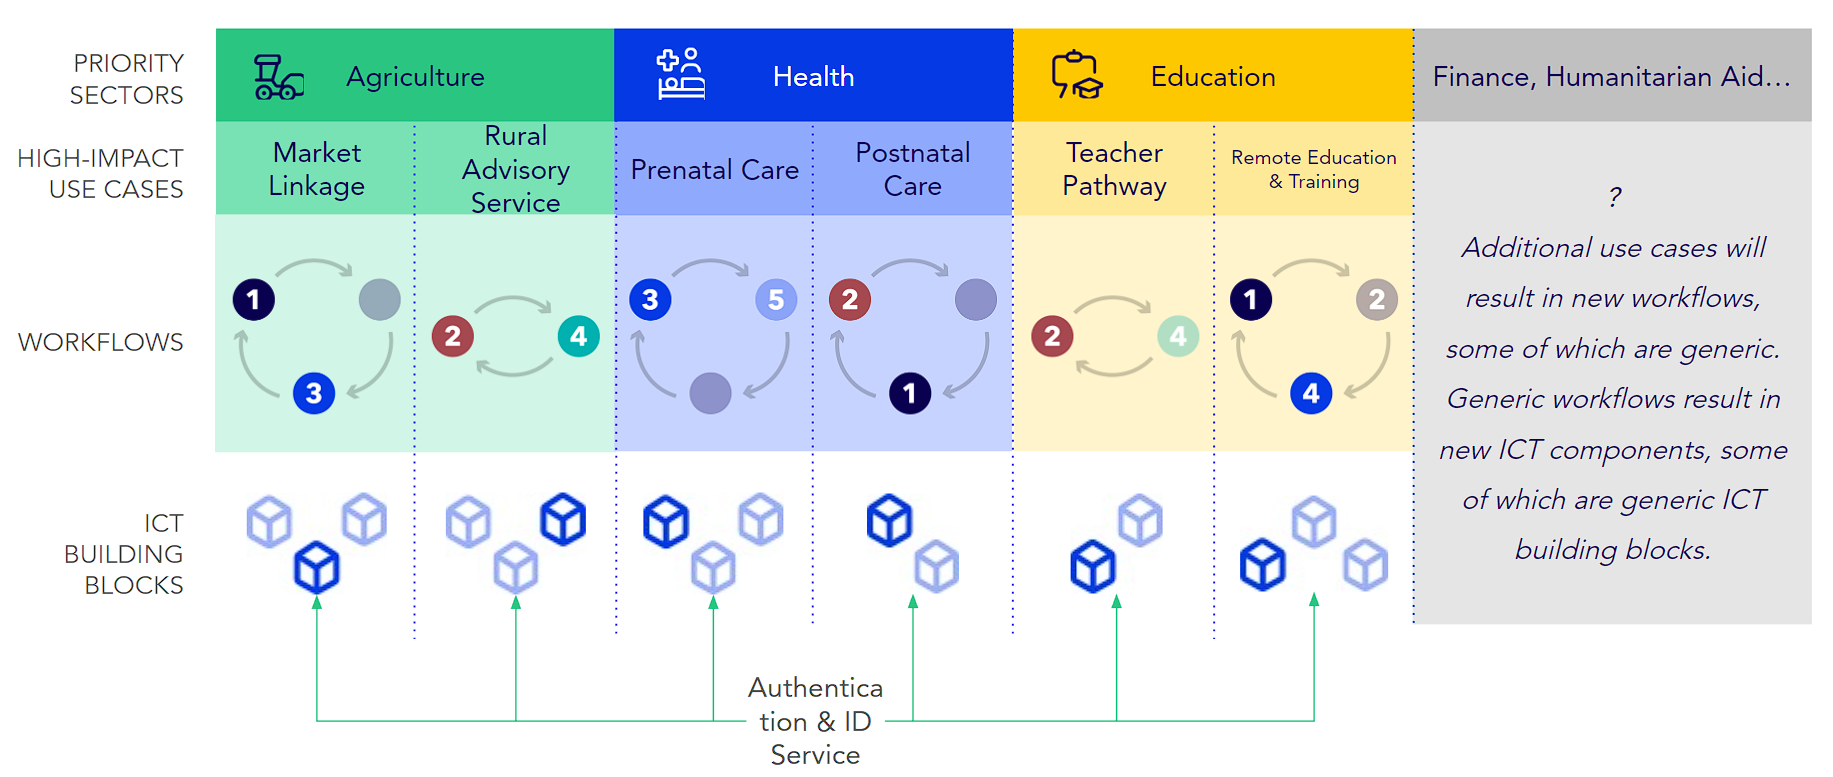 PRIORITY
SECTORS
Agriculture
Health
Education
Finance, Humanitarian Aid...
HIGH-IMPACT
USE CASES
Market
Linkage
Rural
Advisory
Service
Prenatal Care
Postnatal
Care
Teacher
Pathway
Remote Education
& Training
WORKFLOWS
1
3
2
4
3
5
2
1
2
4
1
2
4
?
Additional use cases will
result in new workflows,
some of which are generic.
Generic workflows result in
new ICT components, some
of which are generic ICT
building blocks.
ICT
BUILDING
BLOCKS
Authentica
tion & ID
Service